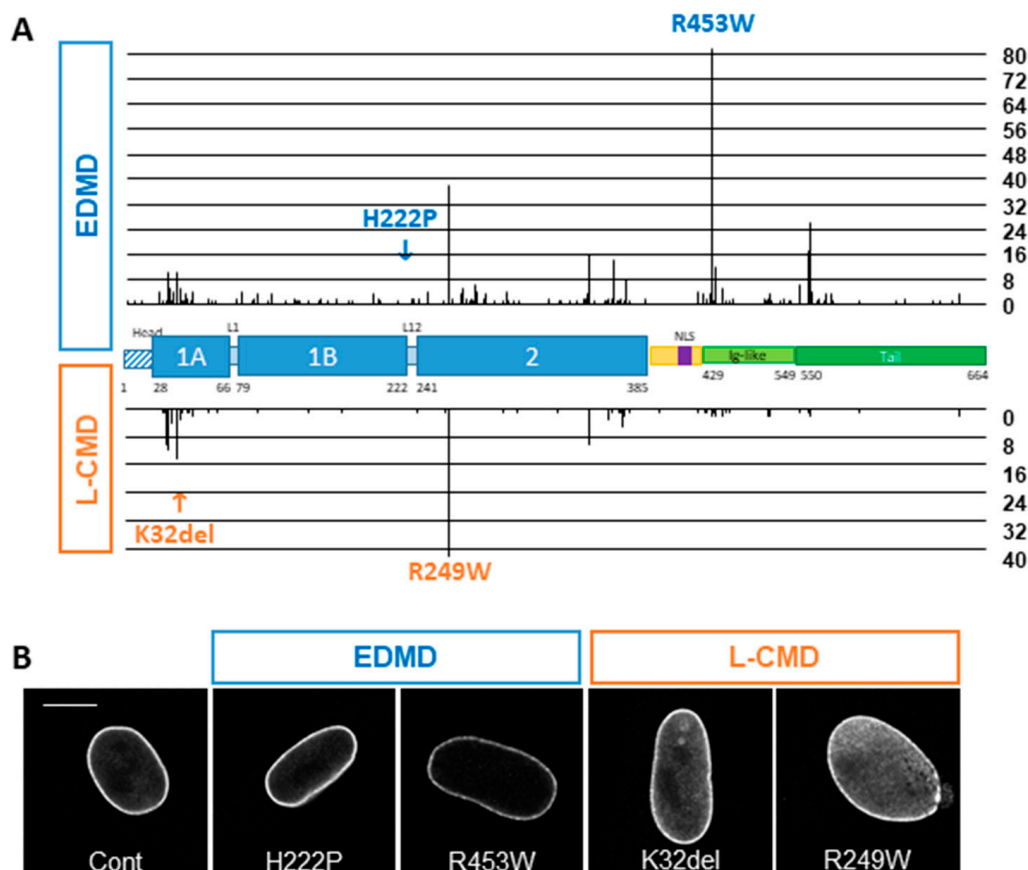 A
R453W
EDMD
80
72
64
56
48
40
32
24
16
8
0
H222P
Head
L1
L12
NLS
1A
1B
2
Ig-like
Tail
1 28 66 79 222 241 385 429 549 550 664
L-CMD
0
8
16
24
32
40
K32del
R249W
B
EDMD
L-CMD
Cont
H222P
R453W
K32del
R249W